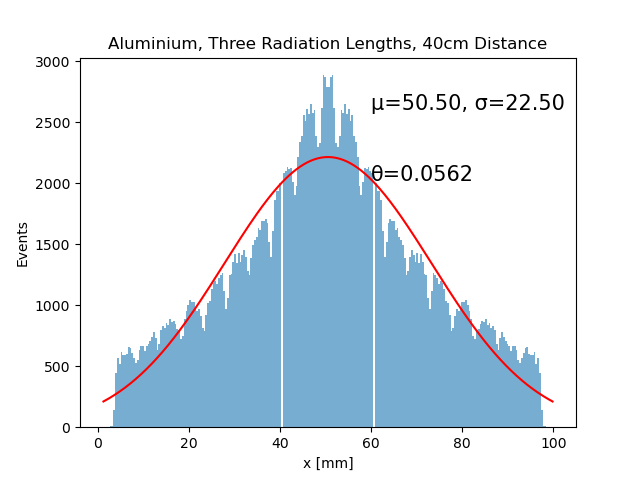 Aluminium, Three Radiation Lengths, 40cm Distance
3000
2500
2000
1500
1000
500
0
Events
μ=50.50, σ=22.50
θ=0.0562
0 20 40 60 80 100
x [mm]